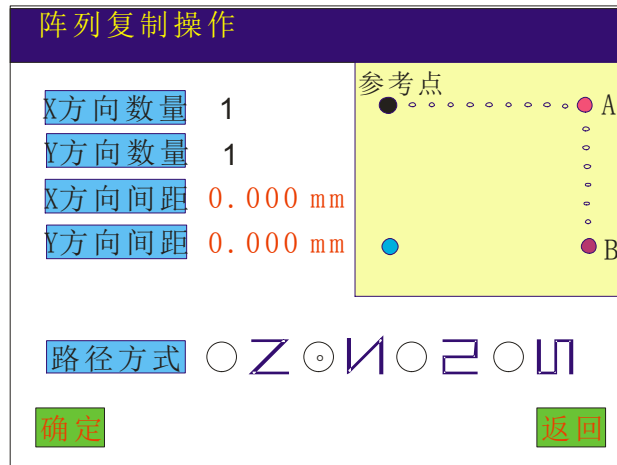 阵列复制操作
参考点
X方向数量 1
A
Y方向数量 1
X方向间距 0.000 mm
Y方向间距 0.000 mm
B
路径方式
确定 返回